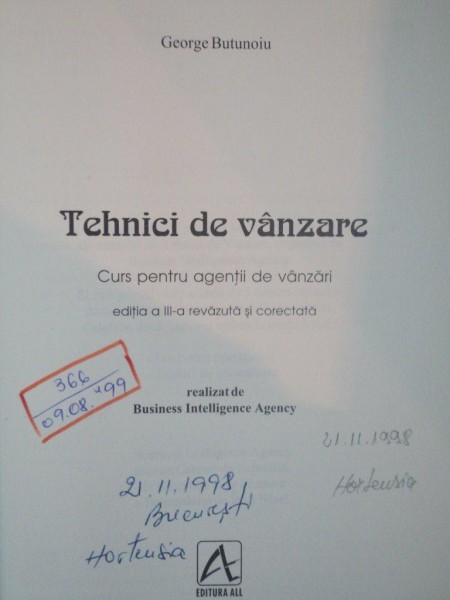 George Butunoiu
Tehnici de vânzare
Curs pentru agenţii de vânzări
ediţia a III-a revăzută şi corectată
366
09.08.'99
realizat de
Business Intelligence Agency
21.11.1998
Hortensia
21.11.1998
Bucureşti
Hortensia
EDITURA ALL